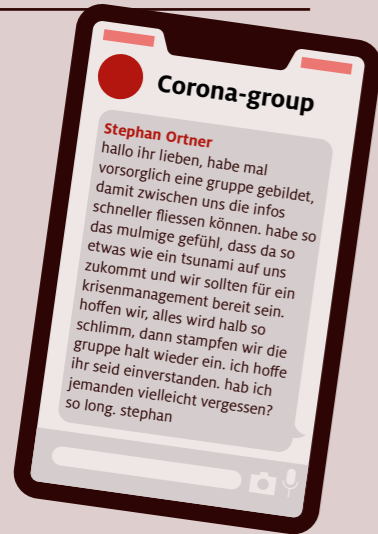 Corona-group
Stephan Ortner
hallo ihr lieben, habe mal
vorsorglich eine gruppe gebildet,
damit zwischen uns die infos
schneller fliessen können. habe so
das mulmige gefühl, dass da so
etwas wie ein tsunami auf uns
zukommt und wir sollten für ein
krisenmanagement bereit sein.
hoffen wir, alles wird halb so
schlimm, dann stampfen wir die
gruppe halt wieder ein. ich hoffe
ihr seid einverstanden. hab ich
jemanden vielleicht vergessen?
so long. stephan